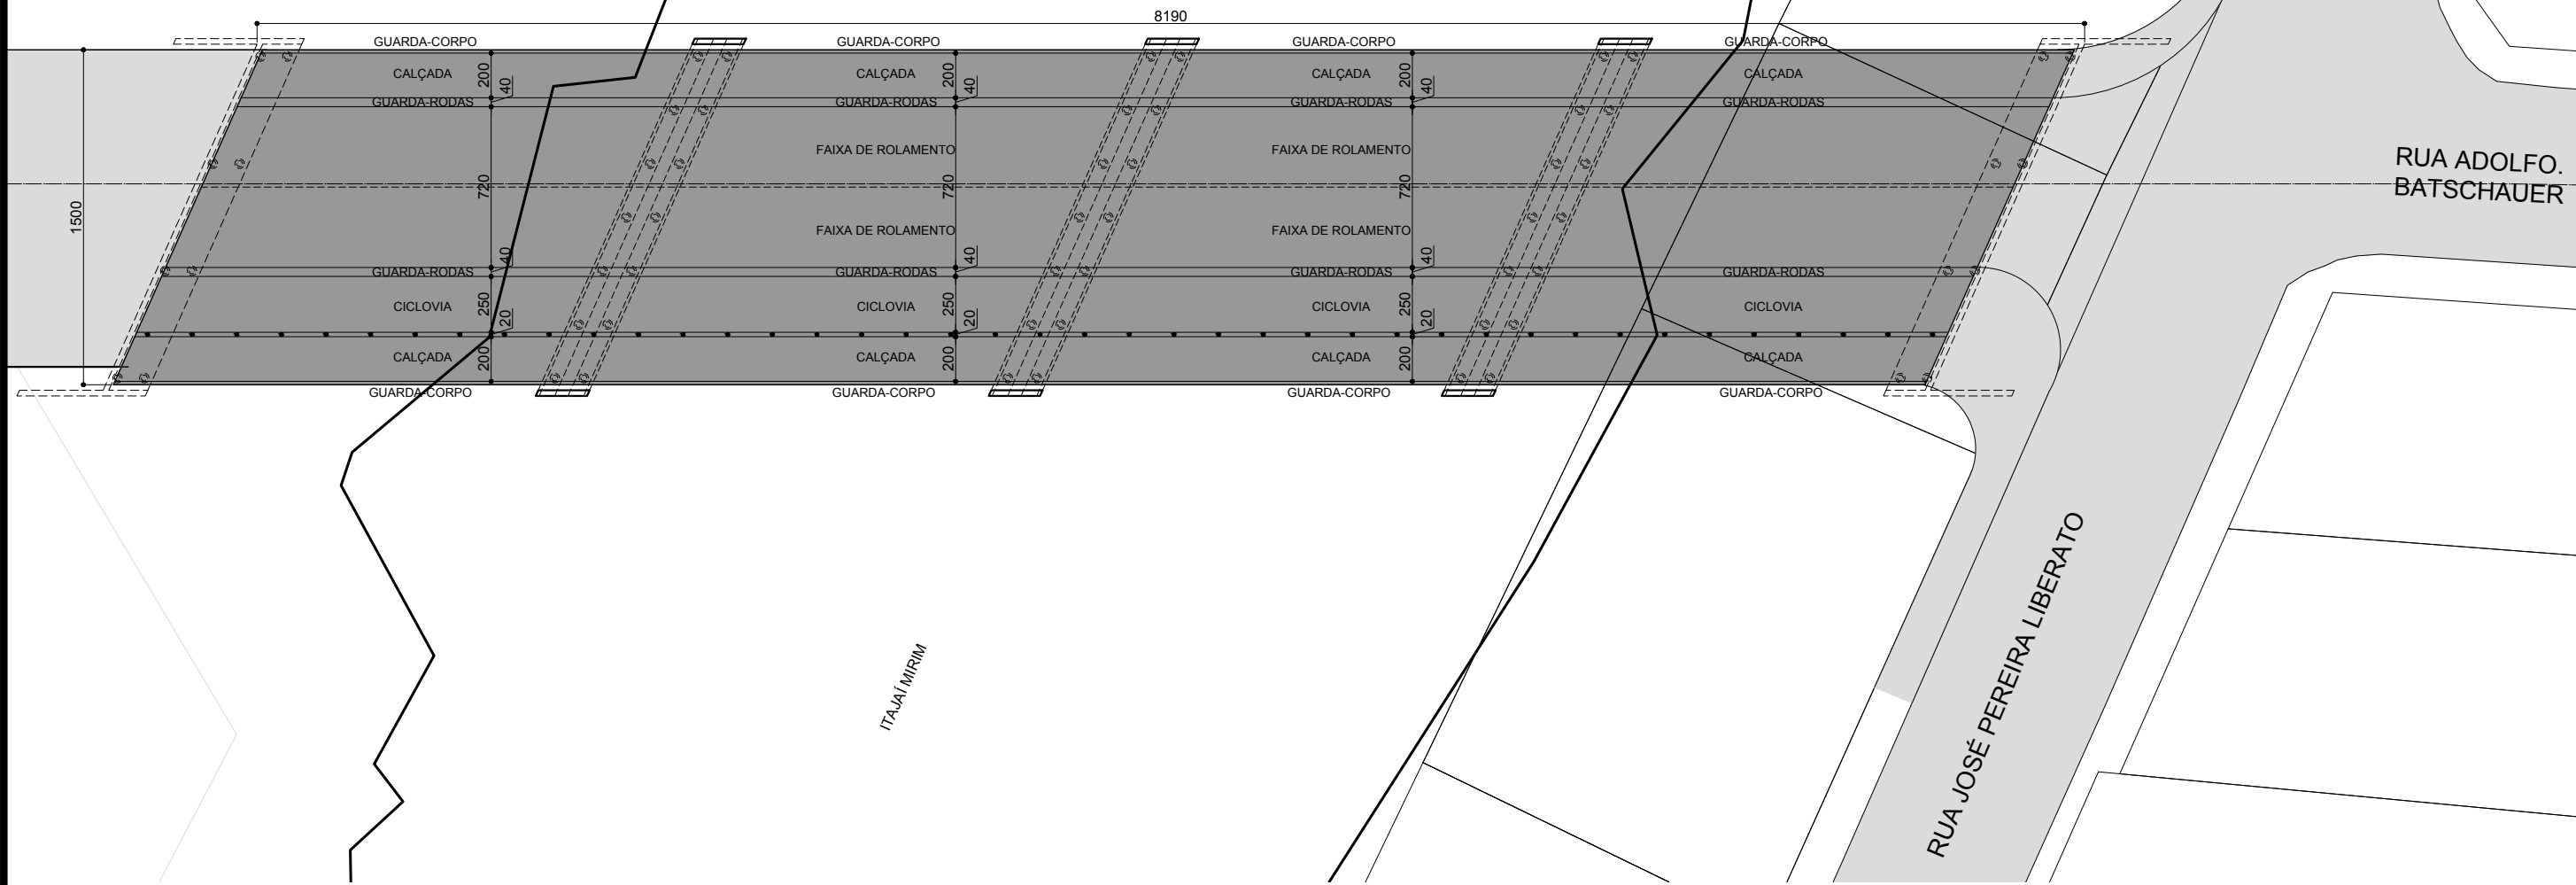 8190
GUARDA-CORPO GUARDA-CORPO GUARDA-CORPO GUARDA-CORPO
CALÇADA 200 40 CALÇADA 200 40 CALÇADA 200 40 CALÇADA
GUARDA-RODAS GUARDA-RODAS GUARDA-RODAS GUARDA-RODAS
FAIXA DE ROLAMENTO FAIXA DE ROLAMENTO
RUA ADOLFO.
BATSCHAUER
1500 720 720 720
FAIXA DE ROLAMENTO FAIXA DE ROLAMENTO
40 40 40
GUARDA-RODAS GUARDA-RODAS GUARDA-RODAS GUARDA-RODAS
CICLOVIA 250 20 CICLOVIA 250 20 CICLOVIA 250 20 CICLOVIA
CALÇADA 200 CALÇADA 200 CALÇADA 200 CALÇADA
GUARDA-CORPO GUARDA-CORPO GUARDA-CORPO GUARDA-CORPO
ITAJAÍ MIRIM
RUA JOSÉ PEREIRA LIBERATO